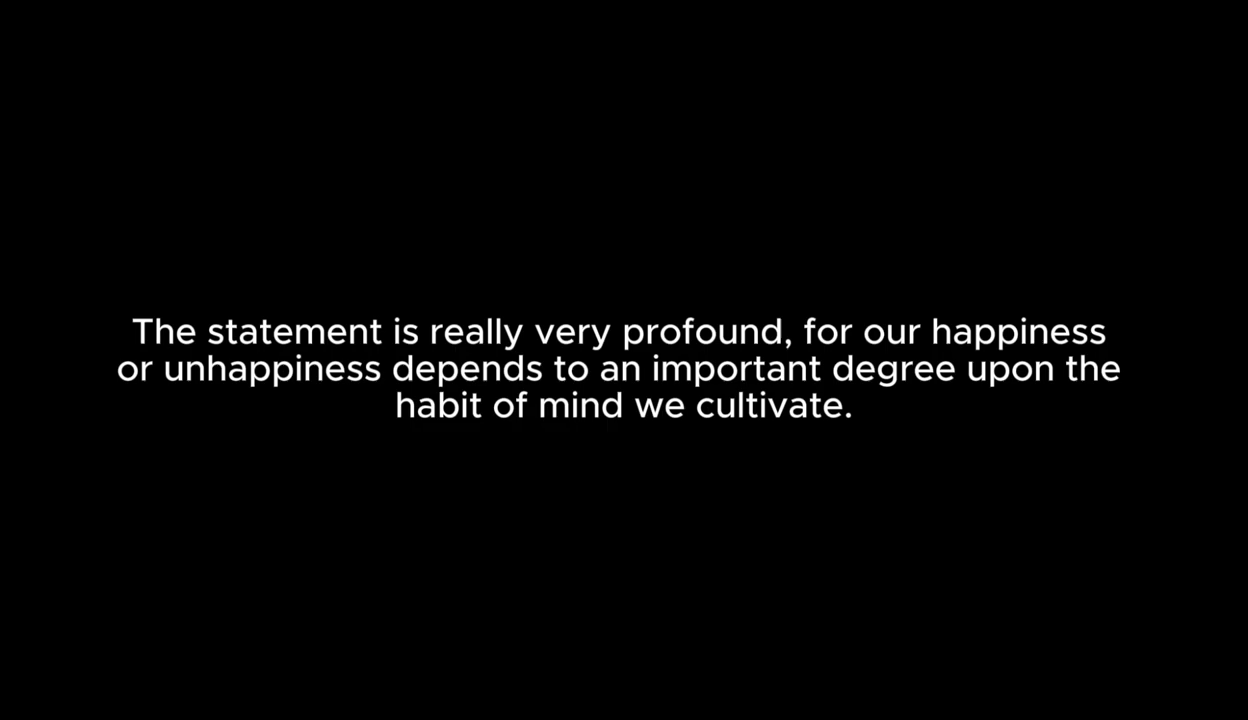 The statement is really very profound, for our happiness
or unhappiness depends to an important degree upon the
habit of mind we cultivate.